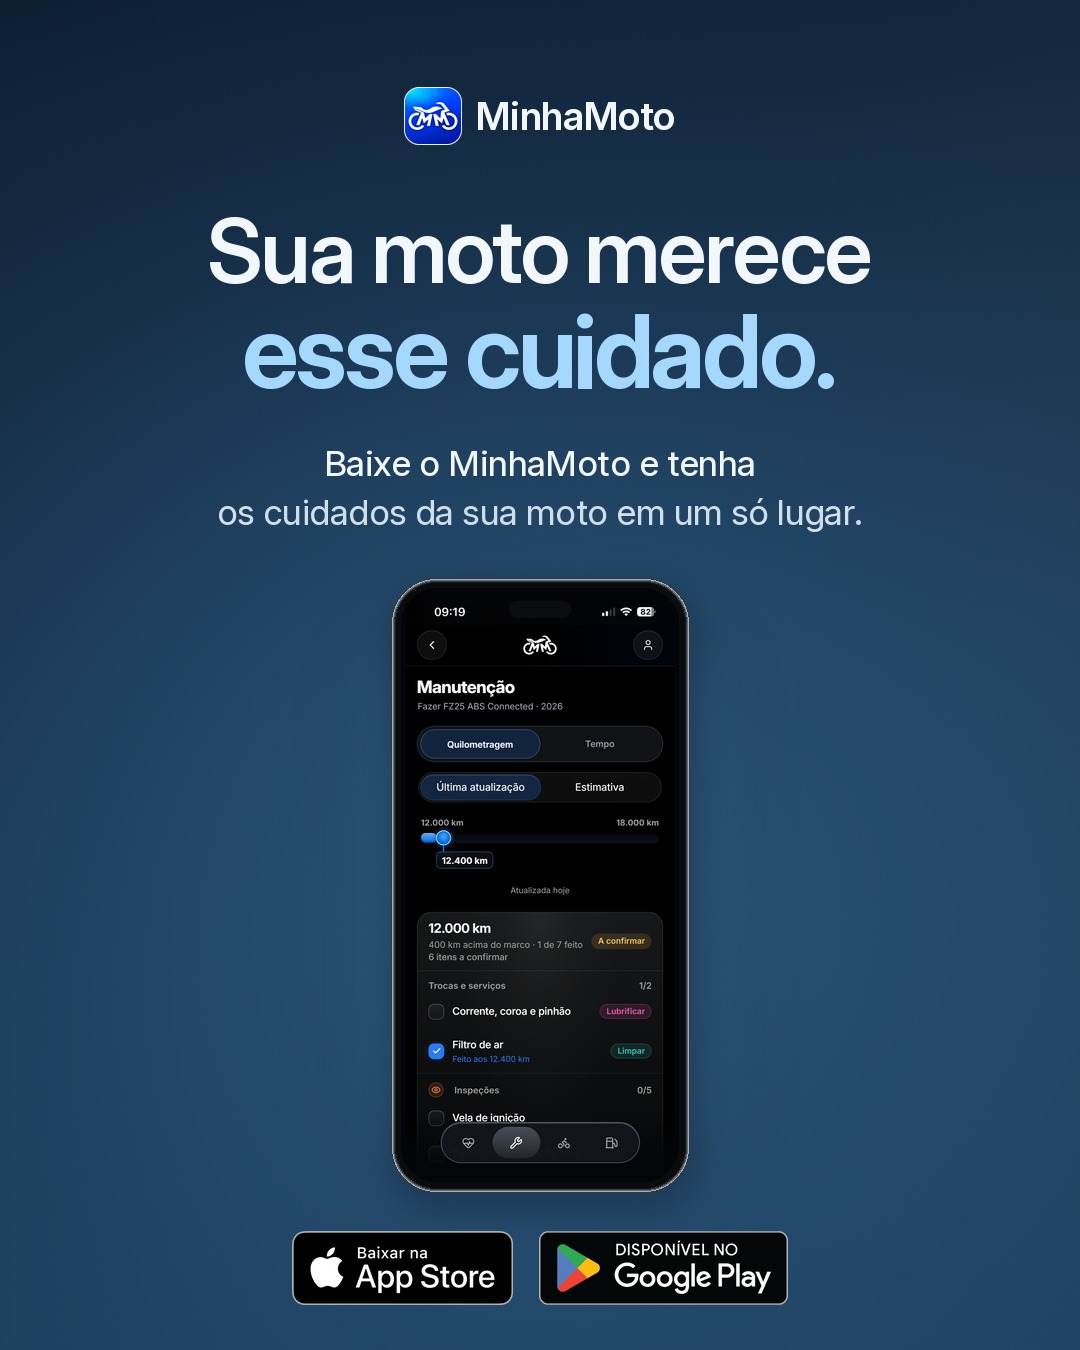 MinhaMoto
Sua moto merece
esse cuidado.
Baixe o MinhaMoto e tenha
os cuidados da sua moto em um só lugar.
09:19
82
Manutenção
Fazer FZ25 ABS Connected · 2026
Quilometragem Tempo
Última atualização Estimativa
12.000 km 18.000 km
12.400 km
Atualizada hoje
12.000 km
400 km acima do marco · 1 de 7 feito
6 itens a confirmar
A confirmar
Trocas e serviços 1/2
Corrente, coroa e pinhão Lubrificar
Filtro de ar
Feito aos 12.400 km
Limpar
Inspeções 0/5
Vela de ignição
Baixar na
App Store
DISPONÍVEL NO
Google Play